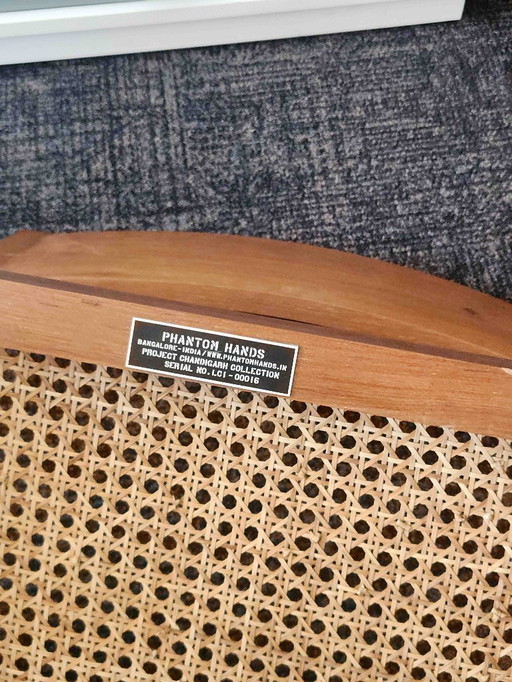 PHANTOM HANDS
BANGALORE-INDIA/WWW.PHANTOMHANDS.IN
PROJECT CHANDIGARH COLLECTION
SERIAL NO. LC1 - 00016